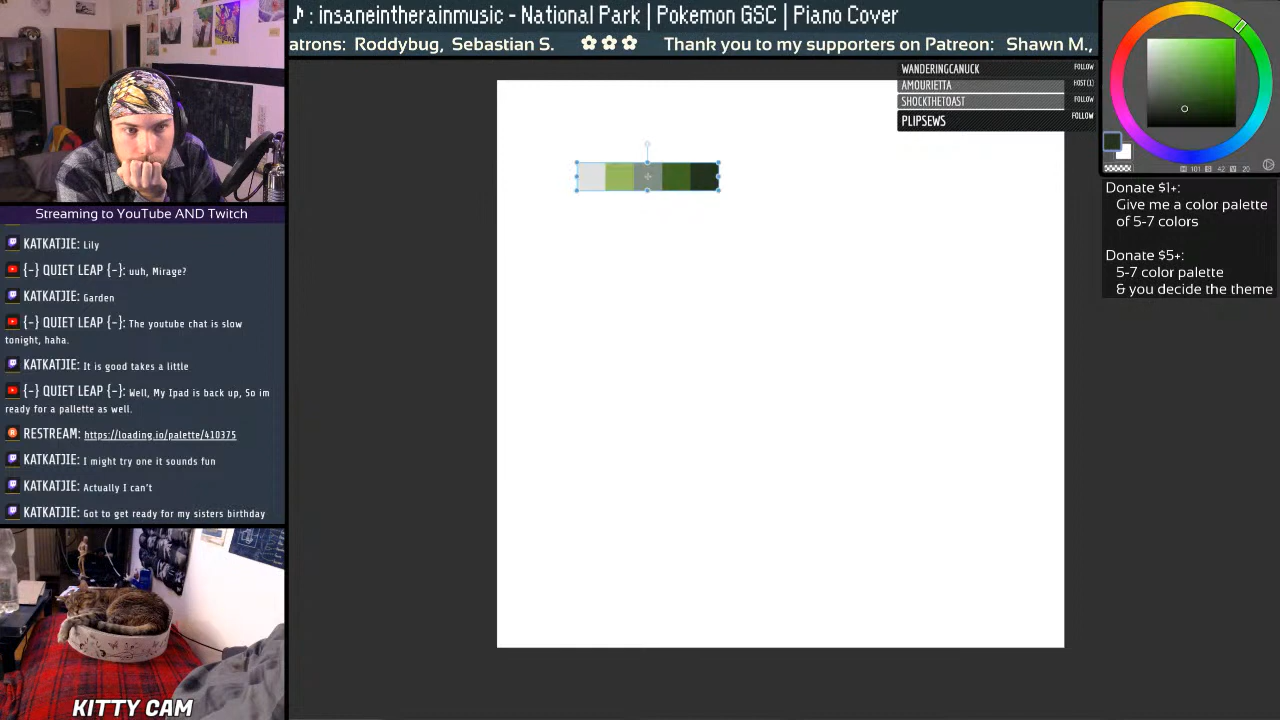 ♪ : insaneintherainmusic - National Park | Pokemon GSC | Piano Cover
atrons: Roddybug, Sebastian S. ✿ ✿ ✿ Thank you to my supporters on Patreon: Shawn M.,
WANDERINGCANUCK FOLLOW
AMOURIETTA HOST (1)
SHOCKTHETOAST FOLLOW
PLIPSEWS FOLLOW
101 42 20
Donate $1+:
Give me a color palette
of 5-7 colors
Donate $5+:
5-7 color palette
& you decide the theme
Streaming to YouTube AND Twitch
KATKATJIE: Lily
{-} QUIET LEAP {-}: uuh, Mirage?
KATKATJIE: Garden
{-} QUIET LEAP {-}: The youtube chat is slow
tonight, haha.
KATKATJIE: It is good takes a little
{-} QUIET LEAP {-}: Well, My Ipad is back up, So im
ready for a pallette as well.
RESTREAM: https://loading.io/palette/410375
KATKATJIE: I might try one it sounds fun
KATKATJIE: Actually I can't
KATKATJIE: Got to get ready for my sisters birthday
KITTY CAM